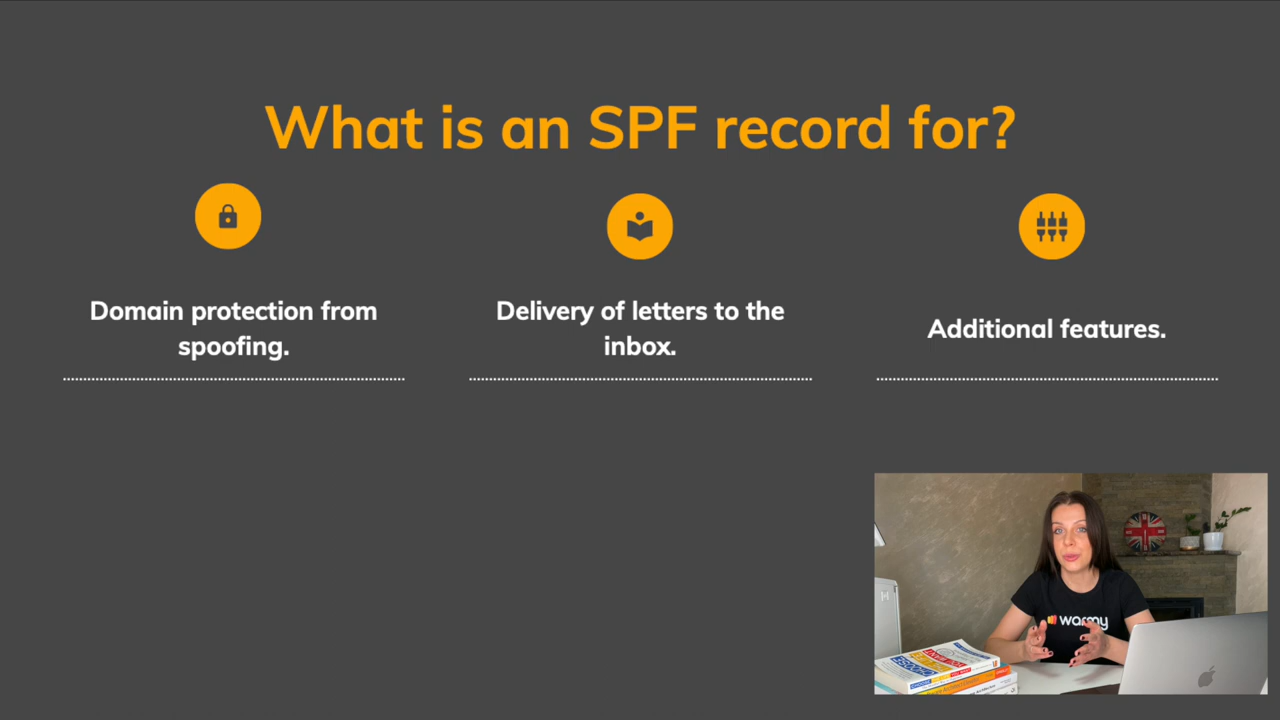 What is an SPF record for?
Domain protection from
spoofing.
Delivery of letters to the
inbox.
Additional features.
warmy